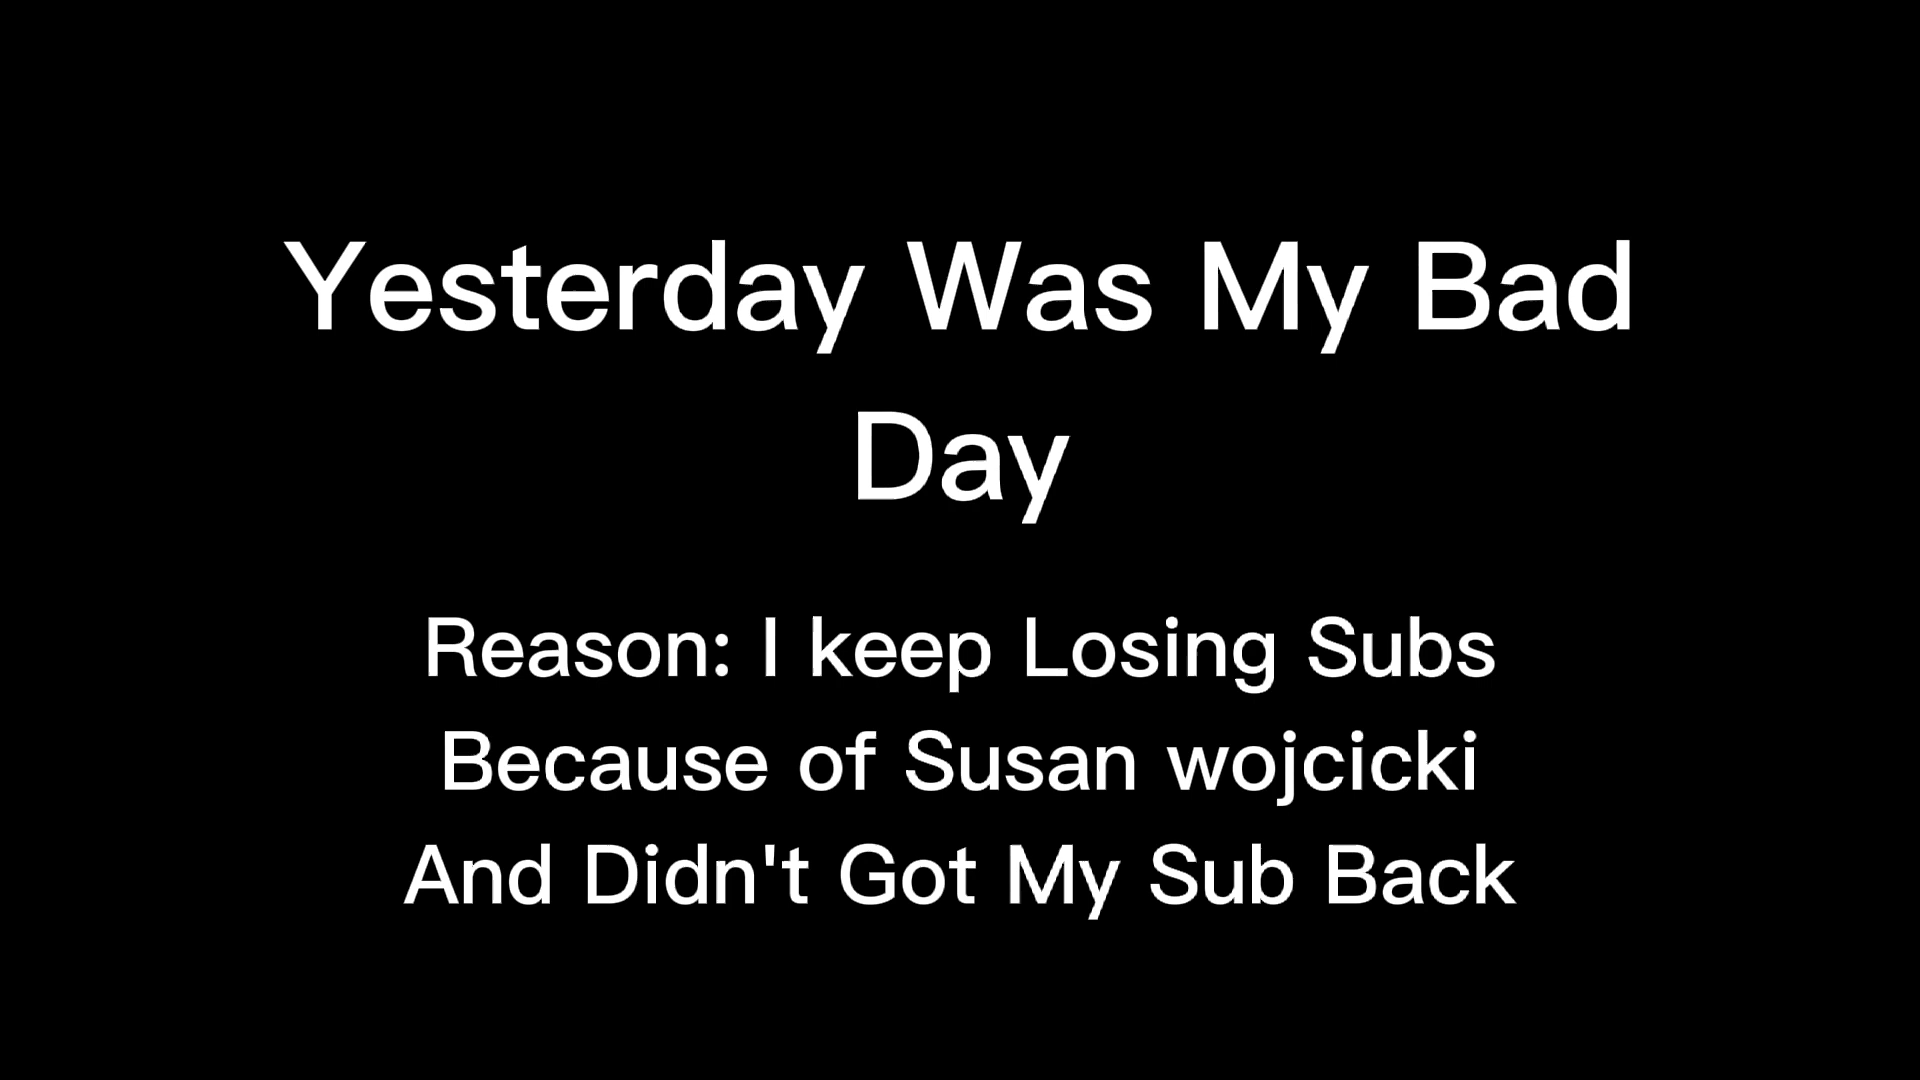 Yesterday Was My Bad
Day
Reason: I keep Losing Subs
Because of Susan wojcicki
And Didn't Got My Sub Back